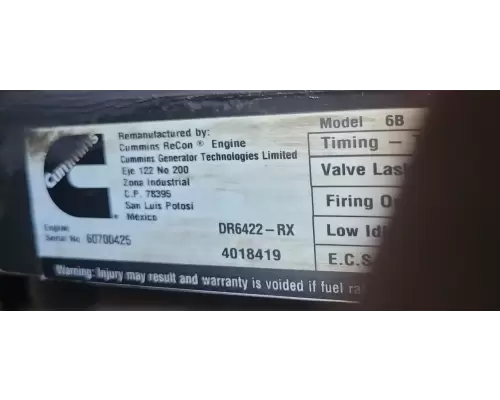 Cummins
Remanufactured by:
Cummins ReCon ® Engine
Cummins Generator Technologies Limited
Eje 122 No 200
Zona Industrial
C.P. 78395
San Luis Potosi
Mexico
®
Engine
Serial No 60700425
DR6422-RX
4018419
Model 6B
Timing -
Valve Las
Firing O
Low Idl
E.C.S
Warning: Injury may result and warranty is voided if fuel ra